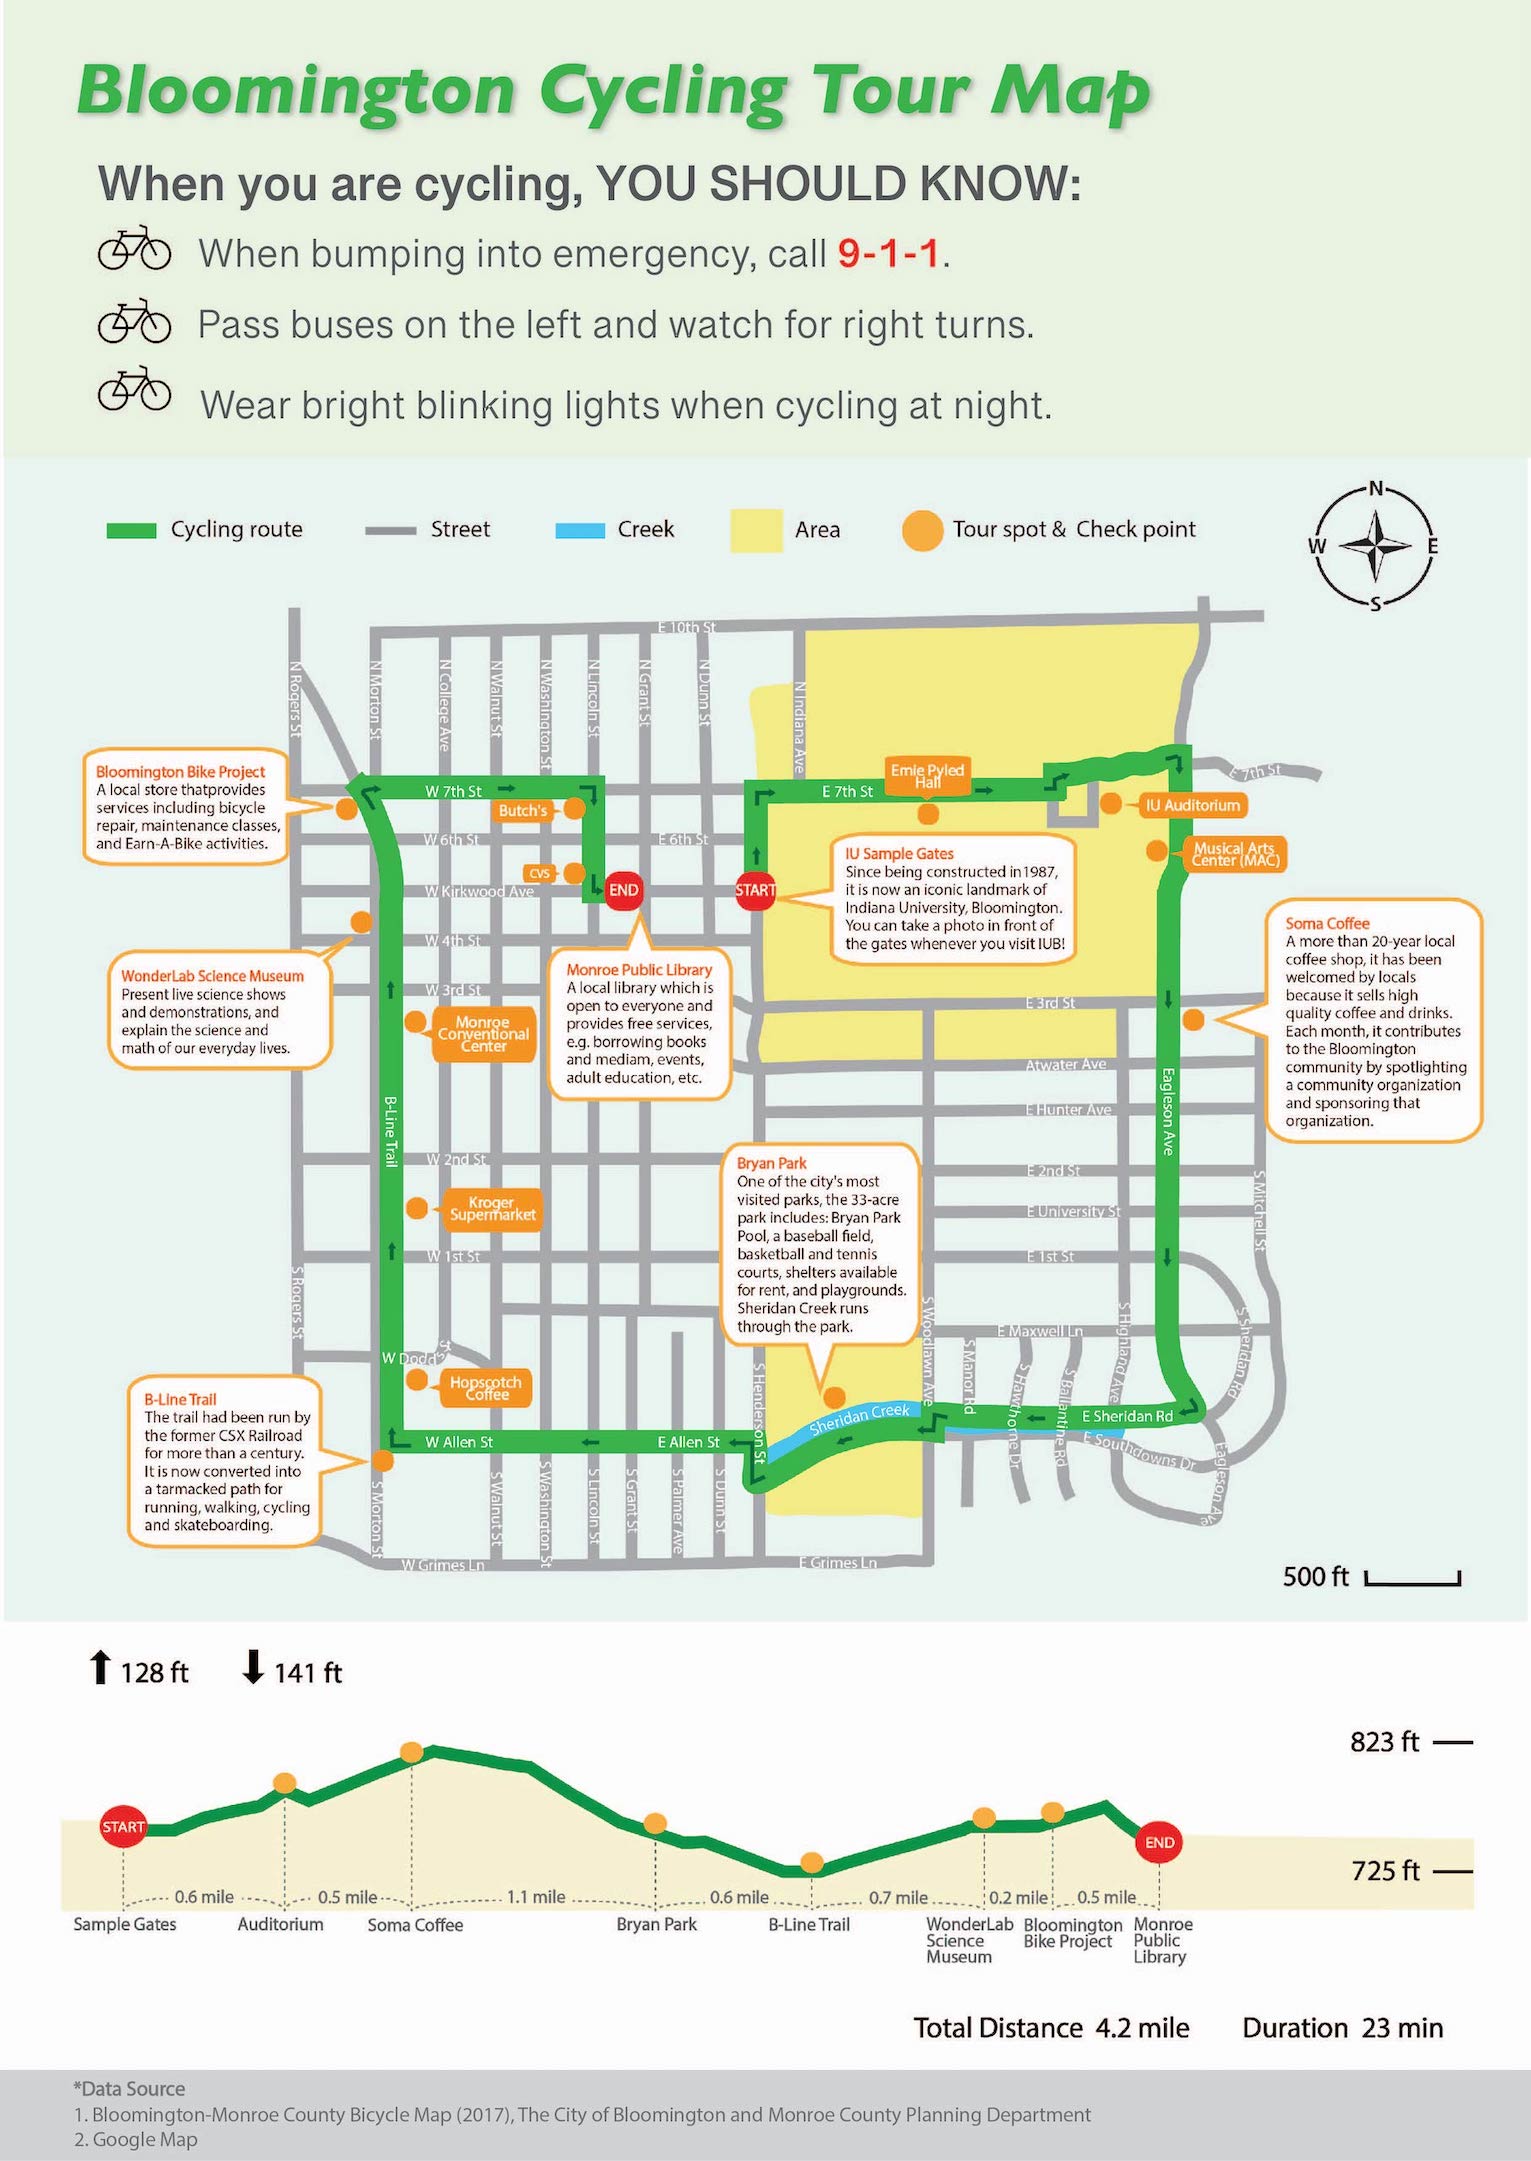 Bloomington Cycling Tour Map
When you are cycling, YOU SHOULD KNOW:
When bumping into emergency, call 9-1-1.
Pass buses on the left and watch for right turns.
Wear bright blinking lights when cycling at night.
Cycling route
Street
Creek
Area
Tour spot & Check point
N
W
E
S
E 10th St
N Rogers St
N Morton St
N College Ave
N Walnut St
N Washington St
N Lincoln St
N Grant St
N Dunn St
N Indiana Ave
Bloomington Bike Project
A local store thatprovides
services including bicycle
repair, maintenance classes,
and Earn-A-Bike activities.
W 7th St
Butch's
Ernie Pyled
Hall
E 7th St
E 7th St
IU Auditorium
W 6th St
E 6th St
Musical Arts
Center (MAC)
CVS
W Kirkwood Ave
END
START
IU Sample Gates
Since being constructed in1987,
it is now an iconic landmark of
Indiana University, Bloomington.
You can take a photo in front of
the gates whenever you visit IUB!
Soma Coffee
A more than 20-year local
coffee shop, it has been
welcomed by locals
because it sells high
quality coffee and drinks.
Each month, it contributes
to the Bloomington
community by spotlighting
a community organization
and sponsoring that
organization.
W 4th St
WonderLab Science Museum
Present live science shows
and demonstrations, and
explain the science and
math of our everyday lives.
Monroe Public Library
A local library which is
open to everyone and
provides free services,
e.g. borrowing books
and mediam, events,
adult education, etc.
W 3rd St
E 3rd St
Monroe
Conventional
Center
Atwater Ave
E Hunter Ave
B-Line Trail
Eagleson Ave
W 2nd St
E 2nd St
Bryan Park
One of the city's most
visited parks, the 33-acre
park includes: Bryan Park
Pool, a baseball field,
basketball and tennis
courts, shelters available
for rent, and playgrounds.
Sheridan Creek runs
through the park.
Kroger
Supermarket
E University St
S Mitchell St
W 1st St
E 1st St
S Rogers St
E Maxwell Ln
S Woodlawn Ave
S Manor Rd
S Hawthorne Dr
S Ballantine Rd
S Highland Ave
S Sheridan Rd
W Dodds St
Hopscotch
Coffee
S Henderson St
Sheridan Creek
E Sheridan Rd
E Southdowns Dr
Eagleson Ave
B-Line Trail
The trail had been run by
the former CSX Railroad
for more than a century.
It is now converted into
a tarmacked path for
running, walking, cycling
and skateboarding.
W Allen St
E Allen St
S Morton St
S Walnut St
S Washington St
S Lincoln St
S Grant St
S Palmer Ave
S Dunn St
W Grimes Ln
E Grimes Ln
500 ft
128 ft
141 ft
823 ft
725 ft
START
END
0.6 mile
0.5 mile
1.1 mile
0.6 mile
0.7 mile
0.2 mile
0.5 mile
Sample Gates
Auditorium
Soma Coffee
Bryan Park
B-Line Trail
WonderLab
Science
Museum
Bloomington
Bike Project
Monroe
Public
Library
Total Distance 4.2 mile
Duration 23 min
*Data Source
1. Bloomington-Monroe County Bicycle Map (2017), The City of Bloomington and Monroe County Planning Department
2. Google Map